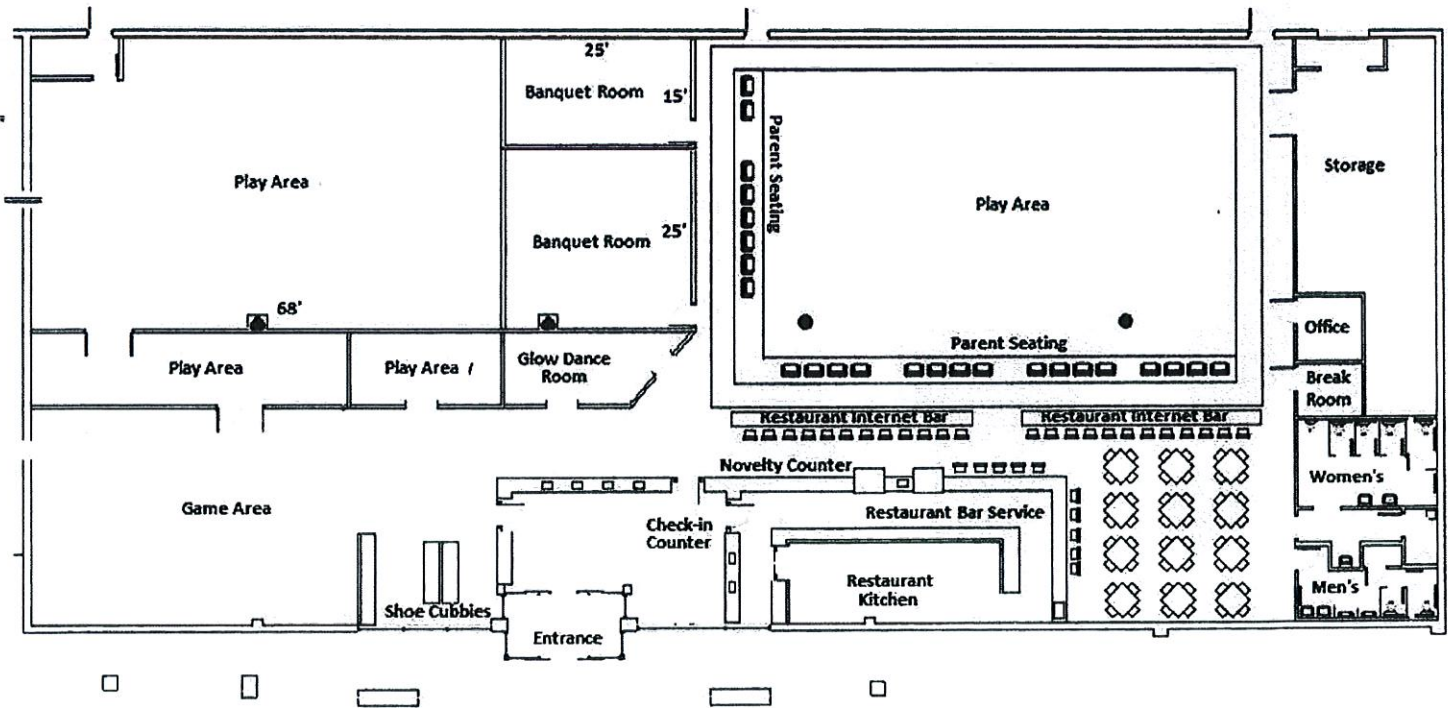 25'
Banquet Room
15'
Play Area
Parent Seating
Play Area
Storage
25'
Banquet Room
68'
Office
Parent Seating
Play Area
Play Area
Glow Dance
Room
Break
Room
Restaurant Internet Bar
Restaurant Internet Bar
Novelty Counter
Women's
Game Area
Check-in
Counter
Restaurant Bar Service
Restaurant
Kitchen
Men's
Shoe Cubbies
Entrance